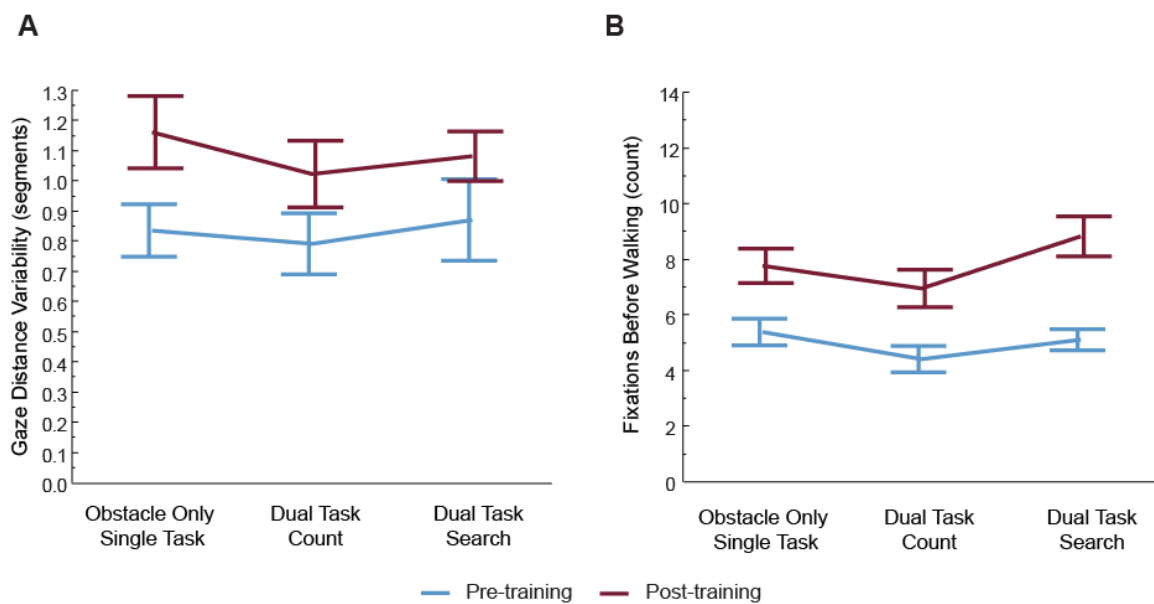 A
Gaze Distance Variability (segments)
1.3
1.2
1.1
1.0
0.9
0.8
0.7
0.6
0.5
0.4
0.3
0.2
0.1
0.0
Obstacle Only
Single Task
Dual Task
Count
Dual Task
Search
B
Fixations Before Walking (count)
14
12
10
8
6
4
2
0
Obstacle Only
Single Task
Dual Task
Count
Dual Task
Search
Pre-training
Post-training